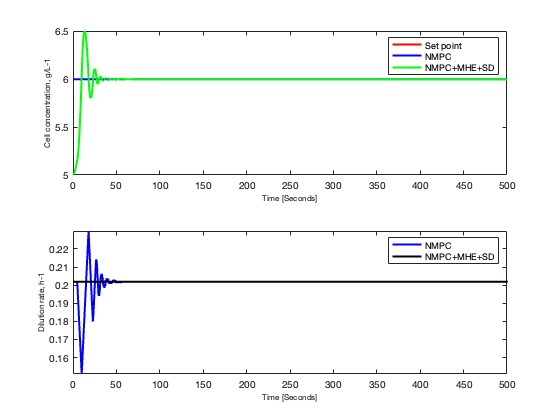 6.5
6
5.5
5
Cell concentration, g/L-1
Set point
NMPC
NMPC+MHE+SD
0 50 100 150 200 250 300 350 400 450 500
Time [Seconds]
0.22
0.21
0.2
0.19
0.18
0.17
0.16
Dilution rate, h-1
NMPC
NMPC+MHE+SD
0 50 100 150 200 250 300 350 400 450 500
Time [Seconds]